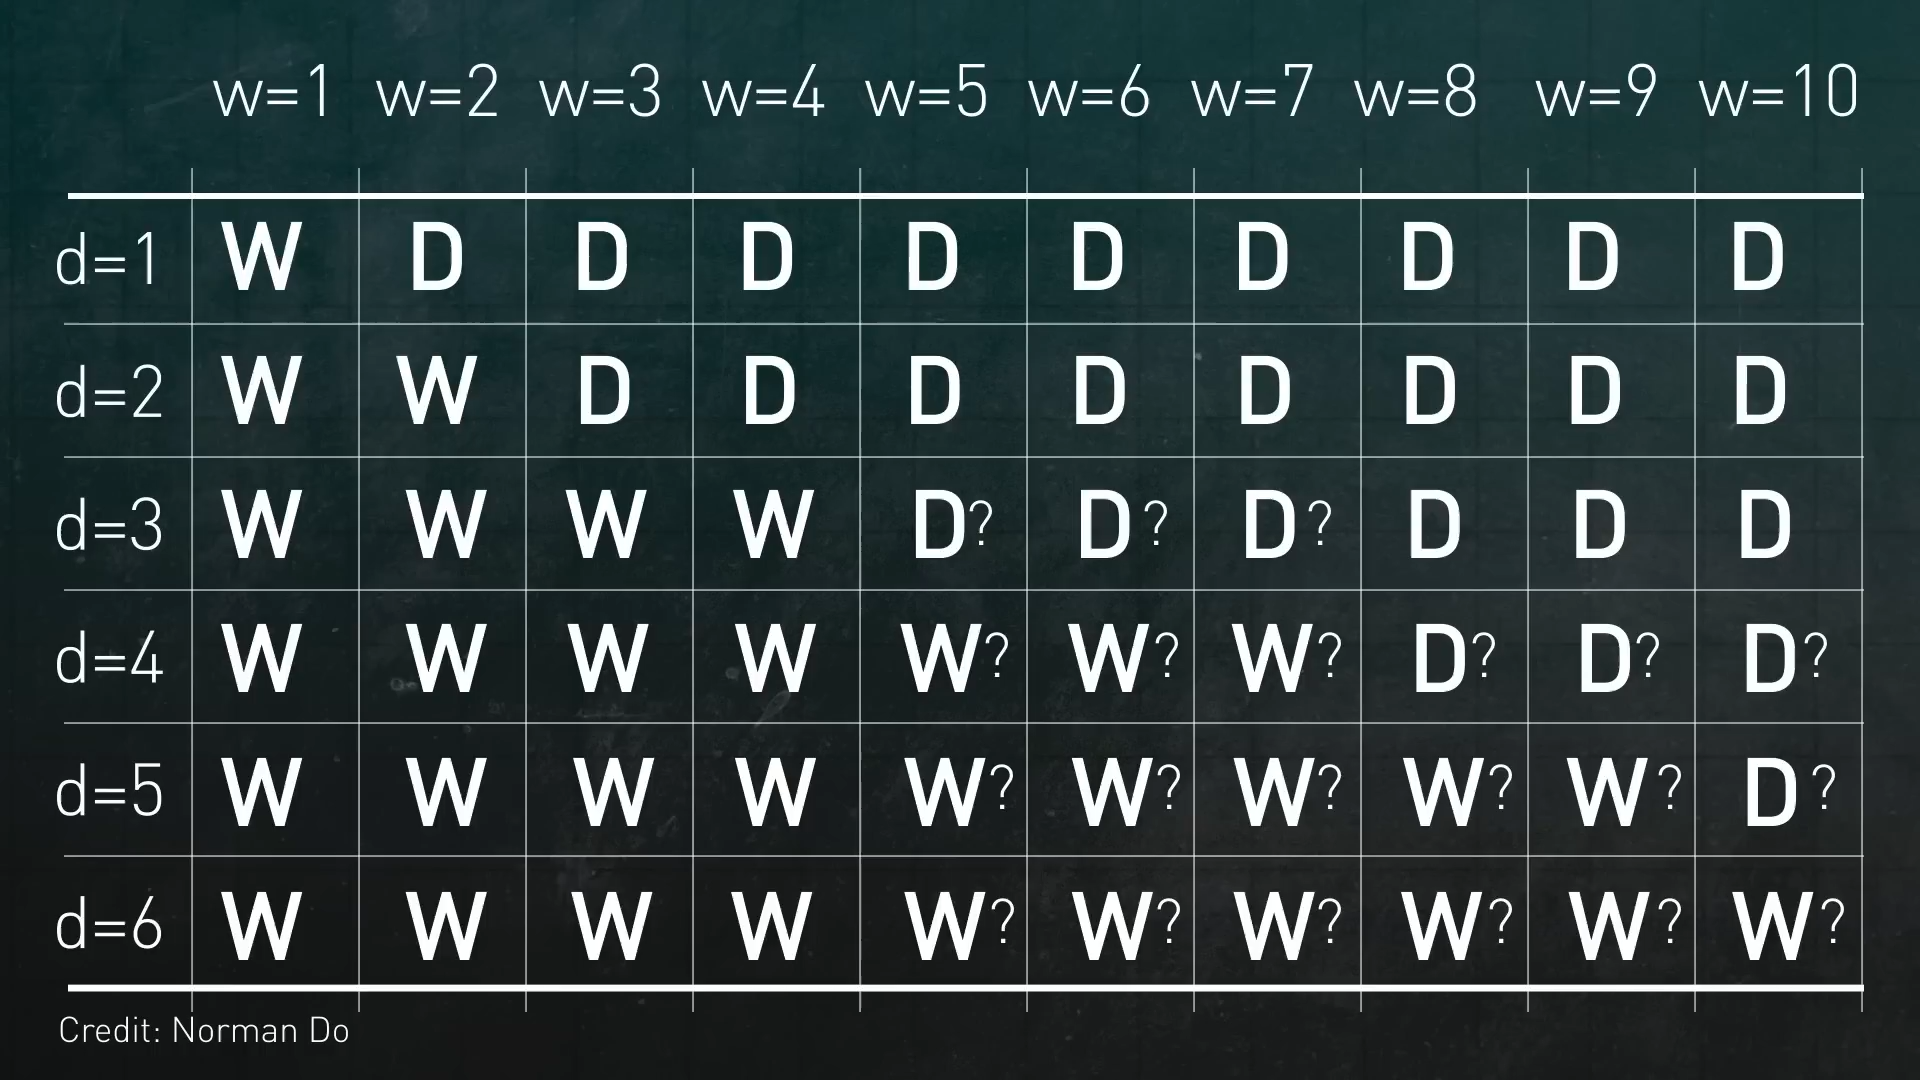 w=1 w=2 w=3 w=4 w=5 w=6 w=7 w=8 w=9 w=10
d=1 W D D D D D D D D D
d=2 W W D D D D D D D D
d=3 W W W W D? D? D? D D D
d=4 W W W W W? W? W? D? D? D?
d=5 W W W W W? W? W? W? W? D?
d=6 W W W W W? W? W? W? W? W?
Credit: Norman Do